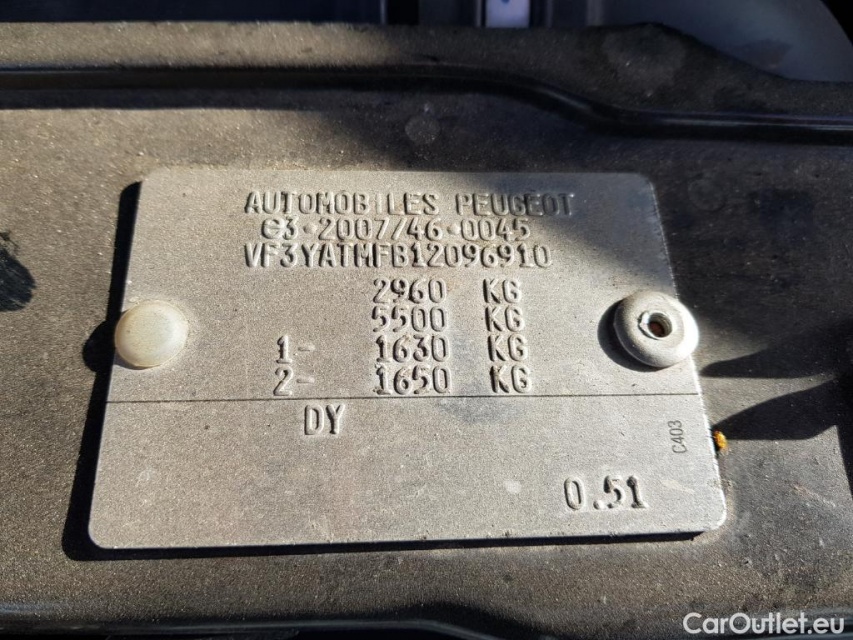 AUTOMOBILES PEUGEOT
C3·2007/46·0045
VF3YATMFB12096910
2960 KG
5500 KG
1- 1630 KG
2- 1650 KG
DY
C403
0.51
CarOutlet.eu